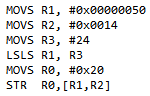 MOVS R1, #0x00000050
MOVS R2, #0x0014
MOVS R3, #24
LSLS R1, R3
MOVS R0, #0x20
STR R0,[R1,R2]